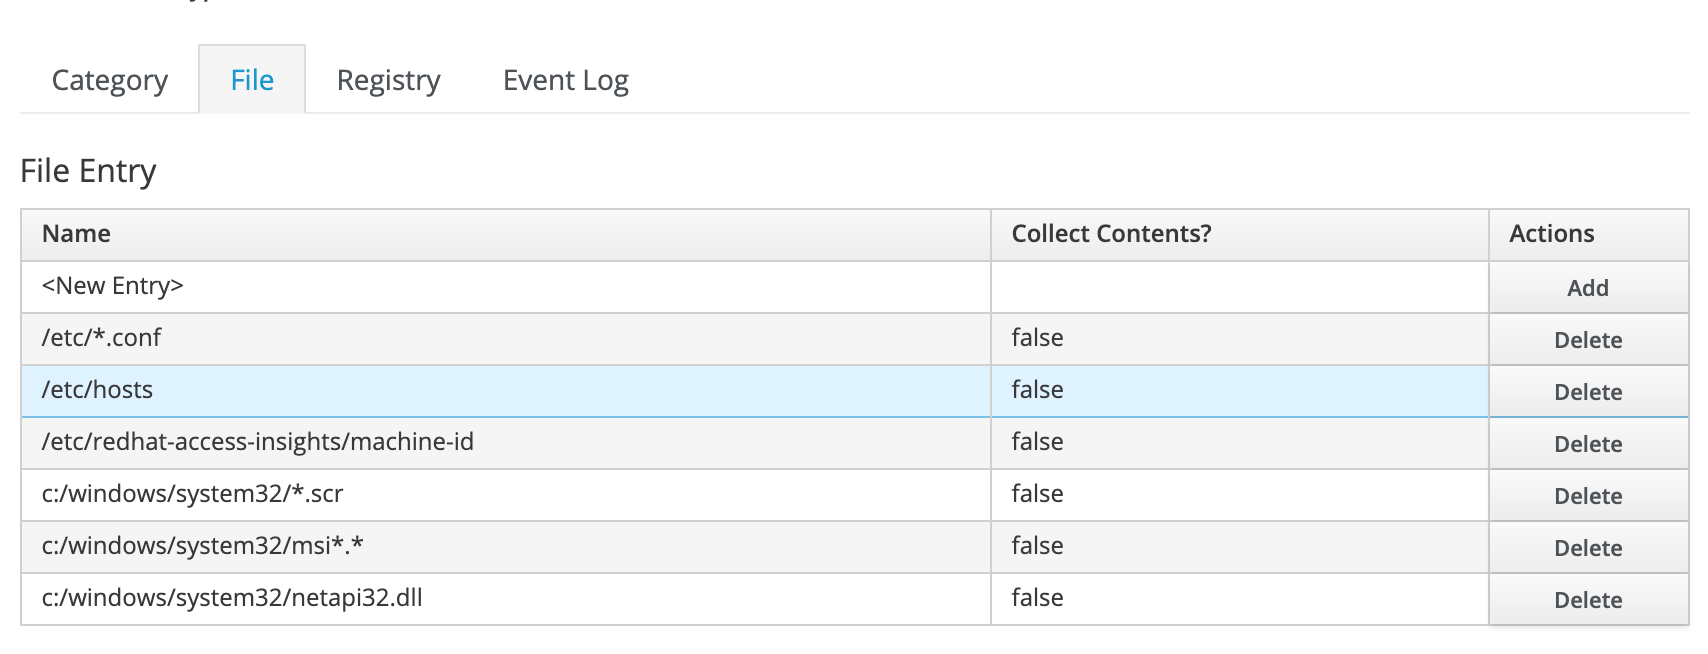 Category File Registry Event Log
File Entry
Name Collect Contents? Actions
<New Entry> Add
/etc/*.conf false Delete
/etc/hosts false Delete
/etc/redhat-access-insights/machine-id false Delete
c:/windows/system32/*.scr false Delete
c:/windows/system32/msi*.* false Delete
c:/windows/system32/netapi32.dll false Delete